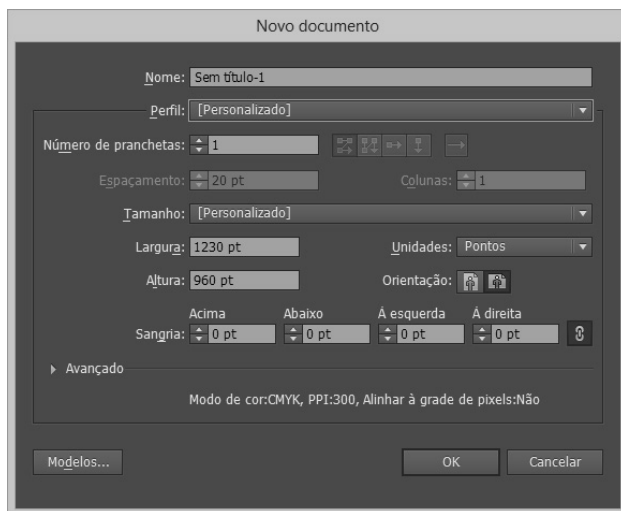 Novo documento
Nome: Sem título-1
Perfil: [Personalizado]
Número de pranchetas: 1
Espaçamento: 20 pt Colunas: 1
Tamanho: [Personalizado]
Largura: 1230 pt Unidades: Pontos
Altura: 960 pt Orientação:
Acima Abaixo Á esquerda Á direita
Sangria: 0 pt 0 pt 0 pt 0 pt
Avançado
Modo de cor:CMYK, PPI:300, Alinhar à grade de pixels:Não
Modelos... OK Cancelar